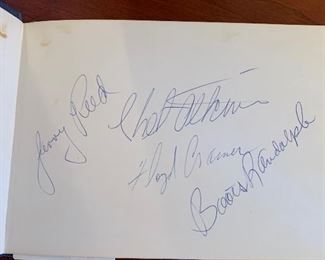 Jerry Reed
Chet Atkins
Floyd Cramer
Boots Randolph